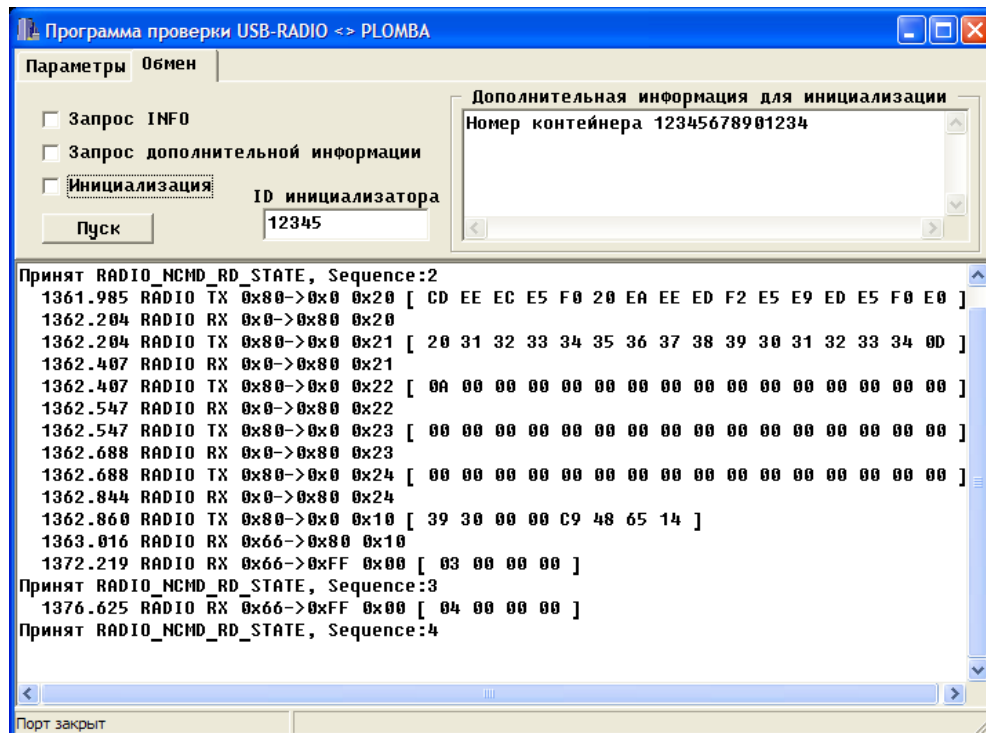 Программа проверки USB-RADIO <> PLOMBA
Параметры Обмен
Дополнительная информация для инициализации
Запрос INFO
Номер контейнера 12345678901234
Запрос дополнительной информации
Инициализация
ID инициализатора
Пуск
12345
Принят RADIO_NCMD_RD_STATE, Sequence:2
1361.985 RADIO TX 0x80->0x0 0x20 [ CD EE EC E5 F0 20 EA EE ED F2 E5 E9 ED E5 F0 E0 ]
1362.204 RADIO RX 0x0->0x80 0x20
1362.204 RADIO TX 0x80->0x0 0x21 [ 20 31 32 33 34 35 36 37 38 39 30 31 32 33 34 0D ]
1362.407 RADIO RX 0x0->0x80 0x21
1362.407 RADIO TX 0x80->0x0 0x22 [ 0A 00 00 00 00 00 00 00 00 00 00 00 00 00 00 00 ]
1362.547 RADIO RX 0x0->0x80 0x22
1362.547 RADIO TX 0x80->0x0 0x23 [ 00 00 00 00 00 00 00 00 00 00 00 00 00 00 00 00 ]
1362.688 RADIO RX 0x0->0x80 0x23
1362.688 RADIO TX 0x80->0x0 0x24 [ 00 00 00 00 00 00 00 00 00 00 00 00 00 00 00 00 ]
1362.844 RADIO RX 0x0->0x80 0x24
1362.860 RADIO TX 0x80->0x0 0x10 [ 39 30 00 00 C9 48 65 14 ]
1363.016 RADIO RX 0x66->0x80 0x10
1372.219 RADIO RX 0x66->0xFF 0x00 [ 03 00 00 00 ]
Принят RADIO_NCMD_RD_STATE, Sequence:3
1376.625 RADIO RX 0x66->0xFF 0x00 [ 04 00 00 00 ]
Принят RADIO_NCMD_RD_STATE, Sequence:4
Порт закрыт